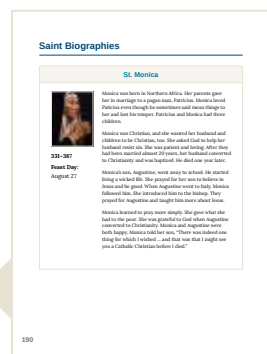 Saint Biographies
St. Monica
331–387
Feast Day:
August 27
Monica was born in Northern Africa. Her parents gave
her in marriage to a pagan man, Patricius. Monica loved
Patricius even though he sometimes said mean things to
her and lost his temper. Patricius and Monica had three
children.
Monica was Christian, and she wanted her husband and
children to be Christian, too. She asked God to help her
husband resist sin. She was patient and loving. After they
had been married almost 20 years, her husband converted
to Christianity and was baptized. He died one year later.
Monica's son, Augustine, went away to school. He started
living a wicked life. She prayed for her son to believe in
Jesus and be good. When Augustine went to Italy, Monica
followed him. She introduced him to the bishop. They
prayed for Augustine and taught him more about Jesus.
Monica learned to pray more simply. She gave what she
had to the poor. She was grateful to God when Augustine
converted to Christianity. Monica and Augustine were
both happy. Monica told her son, "There was indeed one
thing for which I wished ... and that was that I might see
you a Catholic Christian before I died."
190